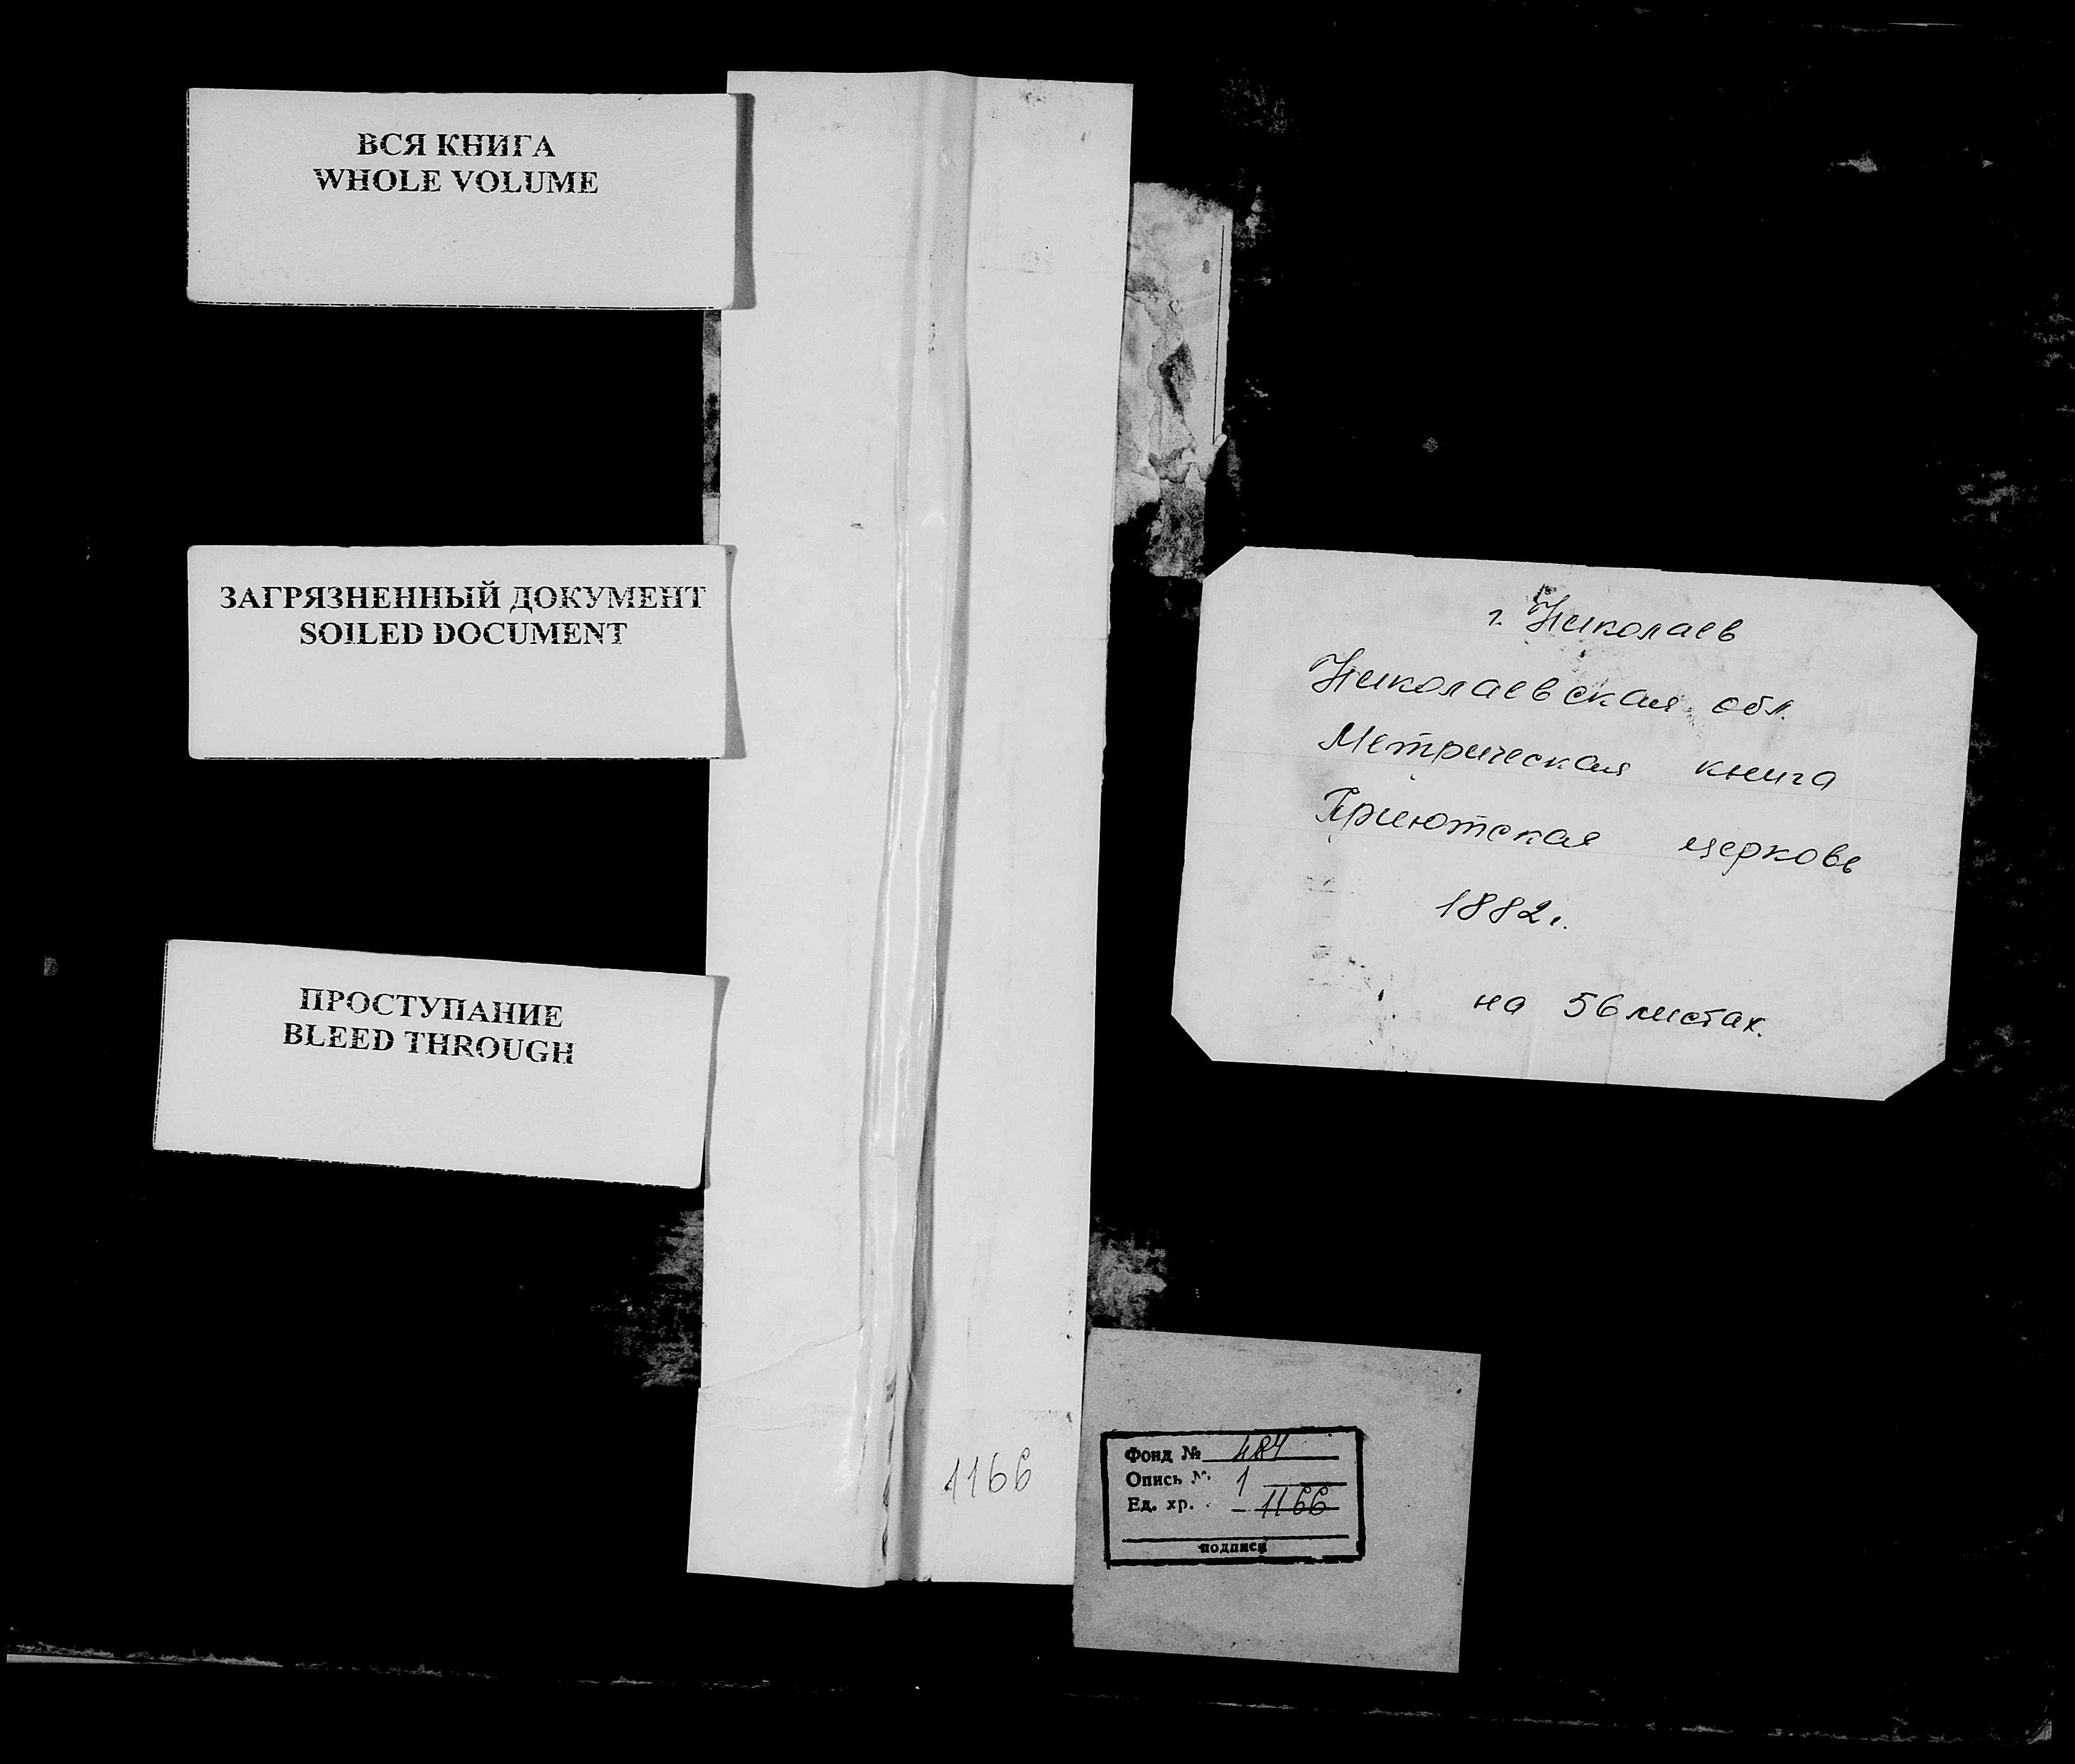 ВСЯ КНИГА
WHOLE VOLUME
ЗАГРЯЗНЕННЫЙ ДОКУМЕНТ
SOILED DOCUMENT
ПРОСТУПАНИЕ
BLEED THROUGH
г. Николаев
Николаевская обл.
Метрическая книга
Приютская церковь
1882г.
на 56 листах.
1166
Фонд № 484
Опись № 1
Ед. хр. 1166
подписи